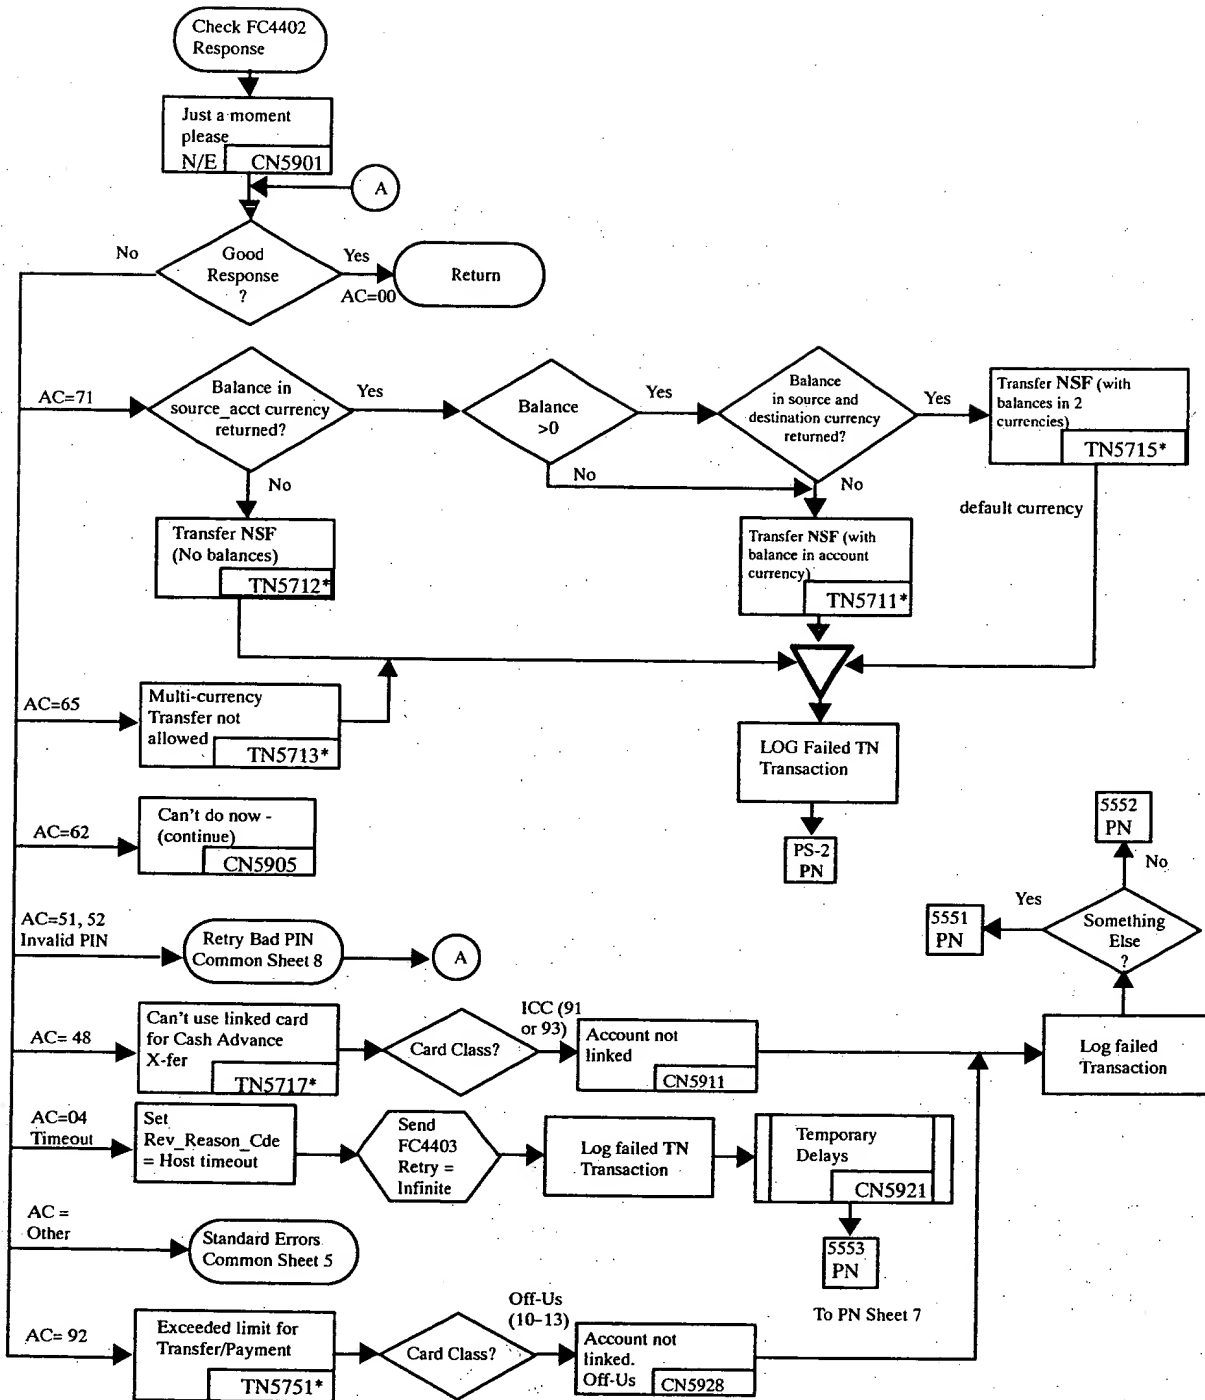 Check FC4402
Response
Just a moment
please
N/E CN5901
A
No
Good
Response
?
Yes
AC=00
Return
AC=71
Balance in
source_acct currency
returned?
Yes
Balance
>0
Yes
Balance
in source and
destination currency
returned?
Yes
Transfer NSF (with
balances in 2
currencies)
TN5715*
No
No
No
default currency
Transfer NSF
(No balances)
TN5712*
Transfer NSF (with
balance in account
currency)
TN5711*
AC=65
Multi-currency
Transfer not
allowed
TN5713*
LOG Failed TN
Transaction
PS-2
PN
AC=62
Can't do now -
(continue)
CN5905
5552
PN
No
Yes
5551
PN
Something
Else
?
AC=51, 52
Invalid PIN
Retry Bad PIN
Common Sheet 8
A
AC= 48
Can't use linked card
for Cash Advance
X-fer
TN5717*
Card Class?
ICC (91
or 93)
Account not
linked
CN5911
Log failed
Transaction
AC=04
Timeout
Set
Rev_Reason_Cde
= Host timeout
Send
FC4403
Retry =
Infinite
Log failed TN
Transaction
Temporary
Delays
CN5921
5553
PN
To PN Sheet 7
AC =
Other
Standard Errors
Common Sheet 5
AC= 92
Exceeded limit for
Transfer/Payment
TN5751*
Card Class?
Off-Us
(10-13)
Account not
linked.
Off-Us
CN5928